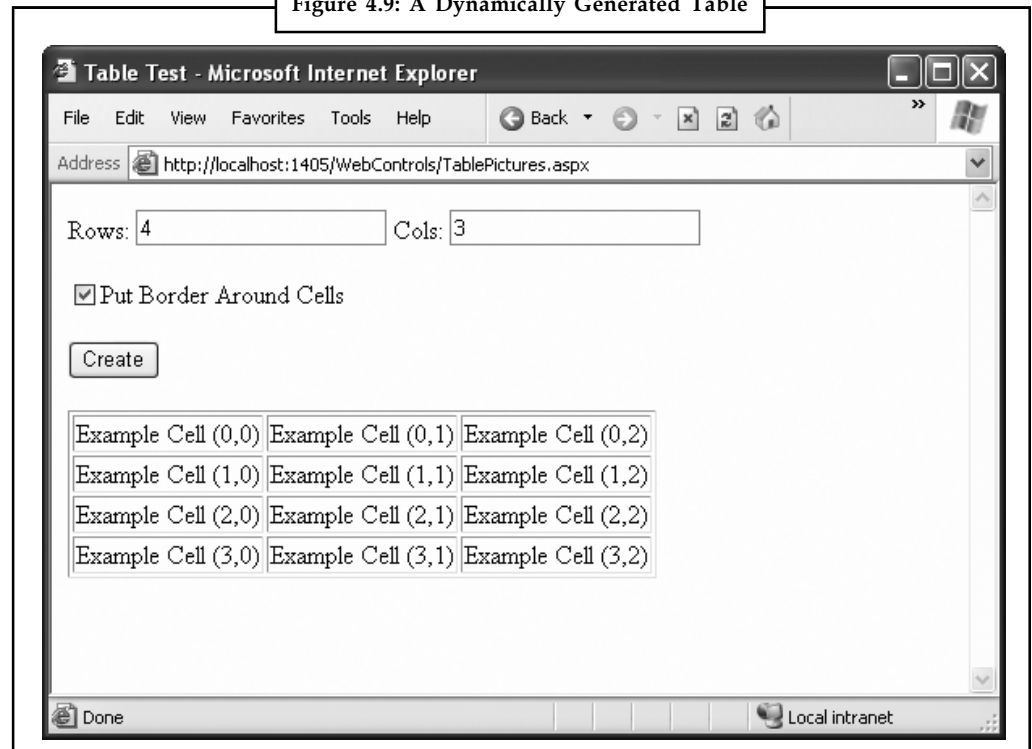 Figure 4.9: A Dynamically Generated Table
Table Test - Microsoft Internet Explorer
File Edit View Favorites Tools Help Back »
Address http://localhost:1405/WebControls/TablePictures.aspx
Rows: 4 Cols: 3
Put Border Around Cells
Create
Example Cell (0,0) Example Cell (0,1) Example Cell (0,2)
Example Cell (1,0) Example Cell (1,1) Example Cell (1,2)
Example Cell (2,0) Example Cell (2,1) Example Cell (2,2)
Example Cell (3,0) Example Cell (3,1) Example Cell (3,2)
Done Local intranet